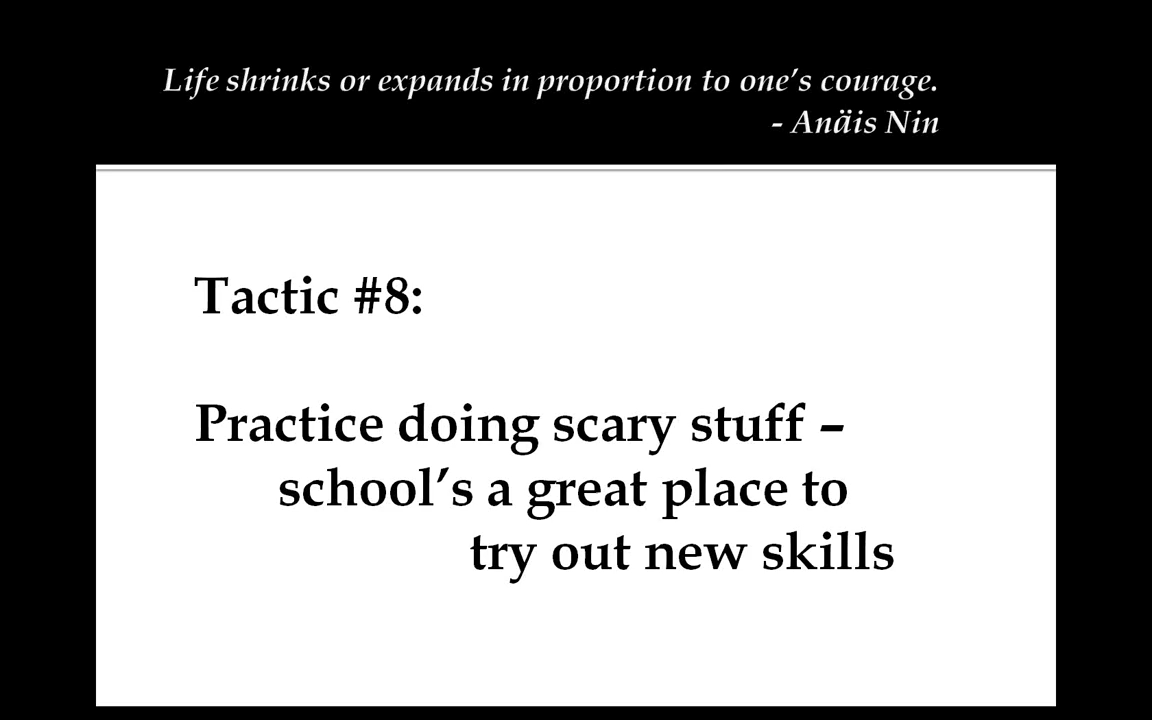 Life shrinks or expands in proportion to one’s courage.
- Anäis Nin
Tactic #8:
Practice doing scary stuff –
school’s a great place to
try out new skills